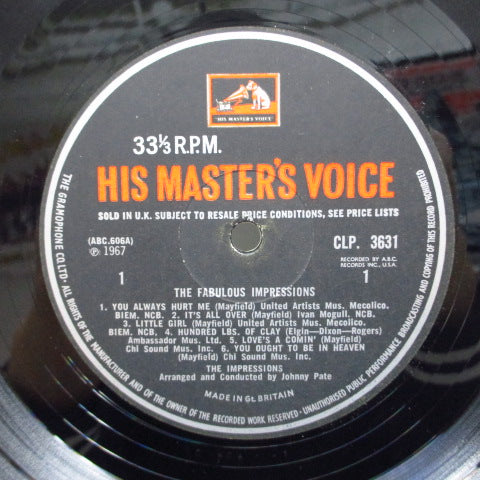 HIS MASTER'S VOICE
33⅓ R.P.M.
HIS MASTER'S VOICE
SOLD IN U.K. SUBJECT TO RESALE PRICE CONDITIONS, SEE PRICE LISTS
(ABC.606A)
CLP. 3631
℗ 1967
RECORDED BY A.B.C.
RECORDS INC., U.S.A.
1
1
THE FABULOUS IMPRESSIONS
1. YOU ALWAYS HURT ME (Mayfield) United Artists Mus. Mecolico.
BIEM. NCB. 2. IT'S ALL OVER (Mayfield) Ivan Mogull. NCB.
3. LITTLE GIRL (Mayfield) United Artists Mus. Mecolico.
BIEM. NCB. 4. HUNDRED LBS. OF CLAY (Elgin—Dixon—Rogers)
Ambassador Mus. Ltd. 5. LOVE'S A COMIN' (Mayfield)
Chi Sound Mus. Inc. 6. YOU OUGHT TO BE IN HEAVEN
(Mayfield) Chi Sound Mus. Inc.
THE IMPRESSIONS
Arranged and Conducted by Johnny Pate
MADE IN Gt. BRITAIN
THE GRAMOPHONE CO. LTD. · ALL RIGHTS OF THE MANUFACTURER AND OF THE OWNER OF THE RECORDED WORK RESERVED · UNAUTHORISED PUBLIC PERFORMANCE BROADCASTING AND COPYING OF THIS RECORD PROHIBITED